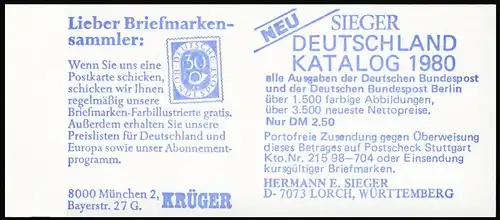 Lieber Briefmarken-
sammler:
Wenn Sie uns eine
Postkarte schicken,
schicken wir Ihnen
regelmäßig unsere
Briefmarken-Farbillustrierte gratis.
Außerdem erhalten Sie unsere
Preislisten für Deutschland und
Europa sowie unser Abonnement-
programm.
DEUTSCHE BUNDESPOST
30
8000 München 2,
Bayerstr. 27 G.
KRÜGER
NEU
SIEGER
DEUTSCHLAND
KATALOG 1980
alle Ausgaben der Deutschen Bundespost
und der Deutschen Bundespost Berlin
über 1.500 farbige Abbildungen,
über 3.500 neueste Nettopreise.
Nur DM 2.50
Portofreie Zusendung gegen Überweisung
dieses Betrages auf Postscheck Stuttgart
Kto.Nr. 215 98-704 oder Einsendung
kursgültiger Briefmarken.
HERMANN E. SIEGER
D-7073 LORCH, WÜRTTEMBERG